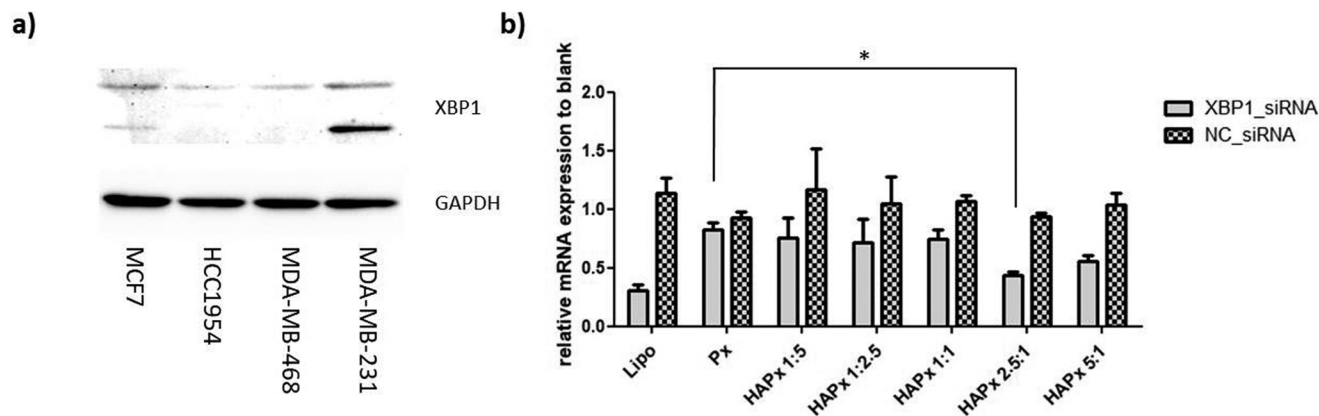 a)
XBP1
GAPDH
MCF7
HCC1954
MDA-MB-468
MDA-MB-231
b)
relative mRNA expression to blank
2.0
1.5
1.0
0.5
0.0
*
Lipo
Px
HAPx 1:5
HAPx 1:2.5
HAPx 1:1
HAPx 2.5:1
HAPx 5:1
XBP1_siRNA
NC_siRNA